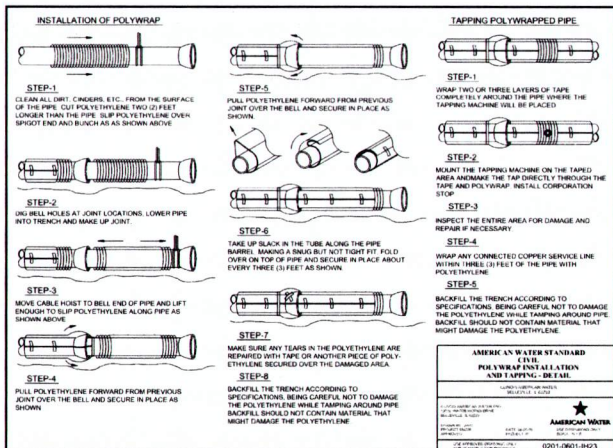 INSTALLATION OF POLYWRAP
STEP-1
CLEAN ALL DIRT, CINDERS, ETC., FROM THE SURFACE
OF THE PIPE CUT POLYETHYLENE TWO (2) FEET
LONGER THAN THE PIPE. SLIP POLYETHYLENE OVER
SPIGOT END AND BUNCH AS AS SHOWN ABOVE
STEP-2
DIG BELL HOLES AT JOINT LOCATIONS, LOWER PIPE
INTO TRENCH AND MAKE UP JOINT.
STEP-3
MOVE CABLE HOIST TO BELL END OF PIPE AND LIFT
ENOUGH TO SLIP POLYETHYLENE ALONG PIPE AS
SHOWN ABOVE
STEP-4
PULL POLYETHYLENE FORWARD FROM PREVIOUS
JOINT OVER THE BELL AND SECURE IN PLACE AS
SHOWN
STEP-5
PULL POLYETHYLENE FORWARD FROM PREVIOUS
JOINT OVER THE BELL AND SECURE IN PLACE AS
SHOWN.
STEP-6
TAKE UP SLACK IN THE TUBE ALONG THE PIPE
BARREL, MAKING A SNUG BUT NOT TIGHT FIT. FOLD
OVER ON TOP OF PIPE AND SECURE IN PLACE ABOUT
EVERY THREE (3) FEET AS SHOWN
STEP-7
MAKE SURE ANY TEARS IN THE POLYETHYLENE ARE
REPAIRED WITH TAPE OR ANOTHER PIECE OF POLY-
ETHYLENE SECURED OVER THE DAMAGED AREA.
STEP-8
BACKFILL THE TRENCH ACCORDING TO
SPECIFICATIONS, BEING CAREFUL NOT TO DAMAGE
THE POLYETHYLENE WHILE TAMPING AROUND PIPE
BACKFILL SHOULD NOT CONTAIN MATERIAL THAT
MIGHT DAMAGE THE POLYETHYLENE
TAPPING POLYWRAPPED PIPE
STEP-1
WRAP TWO OR THREE LAYERS OF TAPE
COMPLETELY AROUND THE PIPE WHERE THE
TAPPING MACHINE WILL BE PLACED
STEP-2
MOUNT THE TAPPING MACHINE ON THE TAPED
AREA ANDMAKE THE TAP DIRECTLY THROUGH THE
TAPE AND POLYWRAP. INSTALL CORPORATION
STOP
STEP-3
INSPECT THE ENTIRE AREA FOR DAMAGE AND
REPAIR IF NECESSARY
STEP-4
WRAP ANY CONNECTED COPPER SERVICE LINE
WITHIN THREE (3) FEET OF THE PIPE WITH
POLYETHYLENE
STEP-5
BACKFILL THE TRENCH ACCORDING TO
SPECIFICATIONS, BEING CAREFUL NOT TO DAMAGE
THE POLYETHYLENE WHILE TAMPING AROUND PIPE
BACKFILL SHOULD NOT CONTAIN MATERIAL THAT
MIGHT DAMAGE THE POLYETHYLENE.
AMERICAN WATER STANDARD
CIVIL
POLYWRAP INSTALLATION
AND TAPPING - DETAIL
AMERICAN WATER
0201-0601-IH23